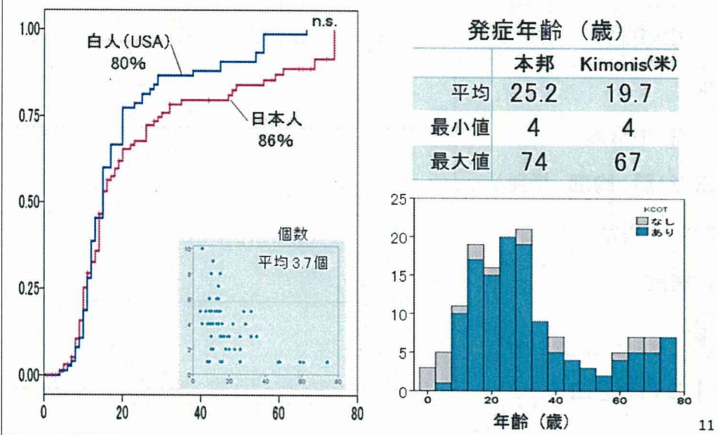 n.s.
1.00
白人(USA)
80%
0.75
日本人
86%
0.50
個数
平均3.7個
10
8
6
4
2
0
0 20 40 60 80
0.25
0.00
0 20 40 60 80
発症年齢 (歳)
本邦 Kimonis(米)
平均 25.2 19.7
最小値 4 4
最大値 74 67
KCOT
なし
あり
25
20
15
10
5
0
0 20 40 60 80
年齢 (歳)
11